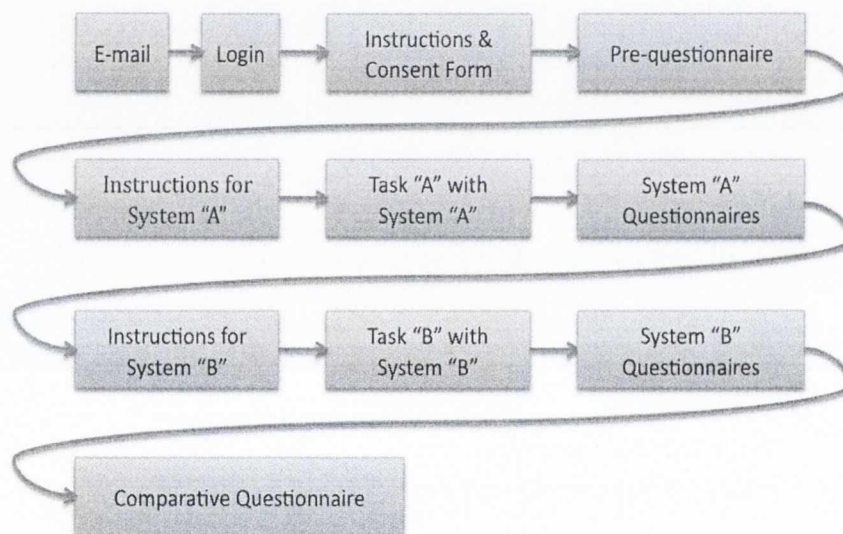 E-mail
Login
Instructions &
Consent Form
Pre-questionnaire
Instructions for
System “A”
Task “A” with
System “A”
System “A”
Questionnaires
Instructions for
System “B”
Task “B” with
System “B”
System “B”
Questionnaires
Comparative Questionnaire